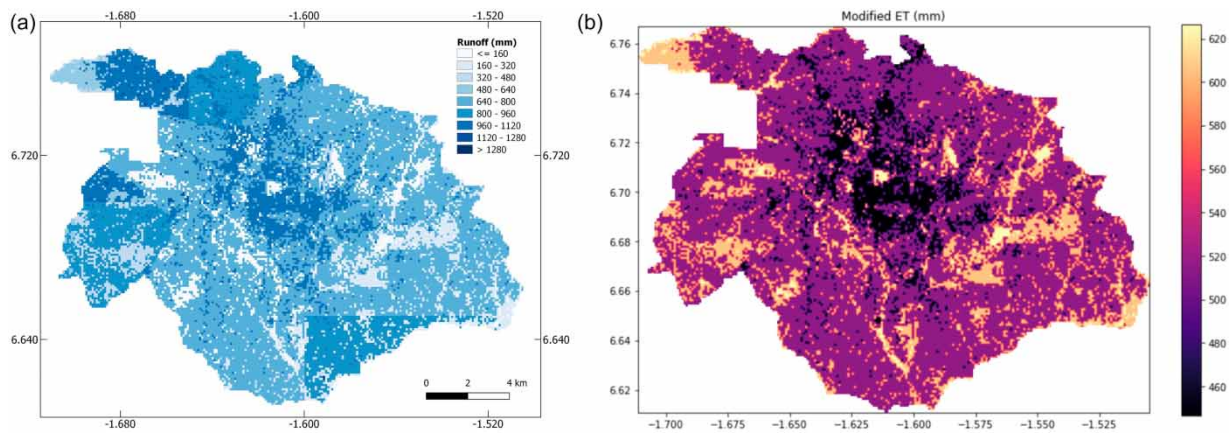 (a)
-1.680 -1.600 -1.520
Runoff (mm)
<= 160
160 - 320
320 - 480
480 - 640
640 - 800
800 - 960
960 - 1120
1120 - 1280
> 1280
6.720 6.720
6.640 6.640
0 2 4 km
-1.680 -1.600 -1.520
(b)
Modified ET (mm)
6.76
6.74
6.72
6.70
6.68
6.66
6.64
6.62
−1.700 −1.675 −1.650 −1.625 −1.600 −1.575 −1.550 −1.525
620
600
580
560
540
520
500
480
460